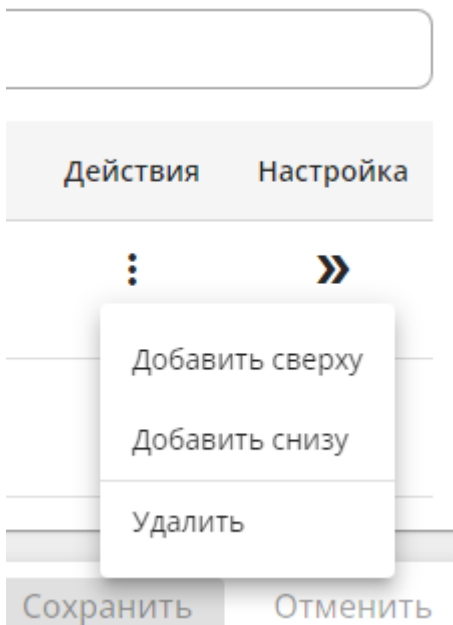 Действия Настройка
Добавить сверху
Добавить снизу
Удалить
Сохранить Отменить